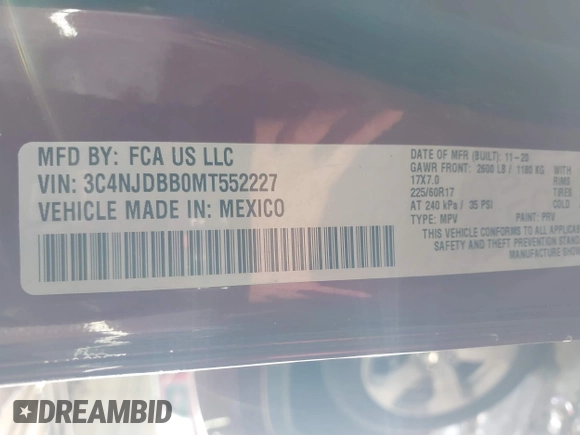 MFD BY: FCA US LLC
VIN: 3C4NJDBB0MT552227
VEHICLE MADE IN: MEXICO
DATE OF MFR (BUILT): 11-20
GAWR FRONT: 2600 LB / 1180 KG WITH
17X7.0 RIMS
225/60R17 TIRES
AT 240 kPa / 35 PSI COLD
TYPE: MPV PAINT: PRV
THIS VEHICLE CONFORMS TO ALL APPLICAB
SAFETY AND THEFT PREVENTION STAND
MANUFACTURE SHOW
DREAMBID